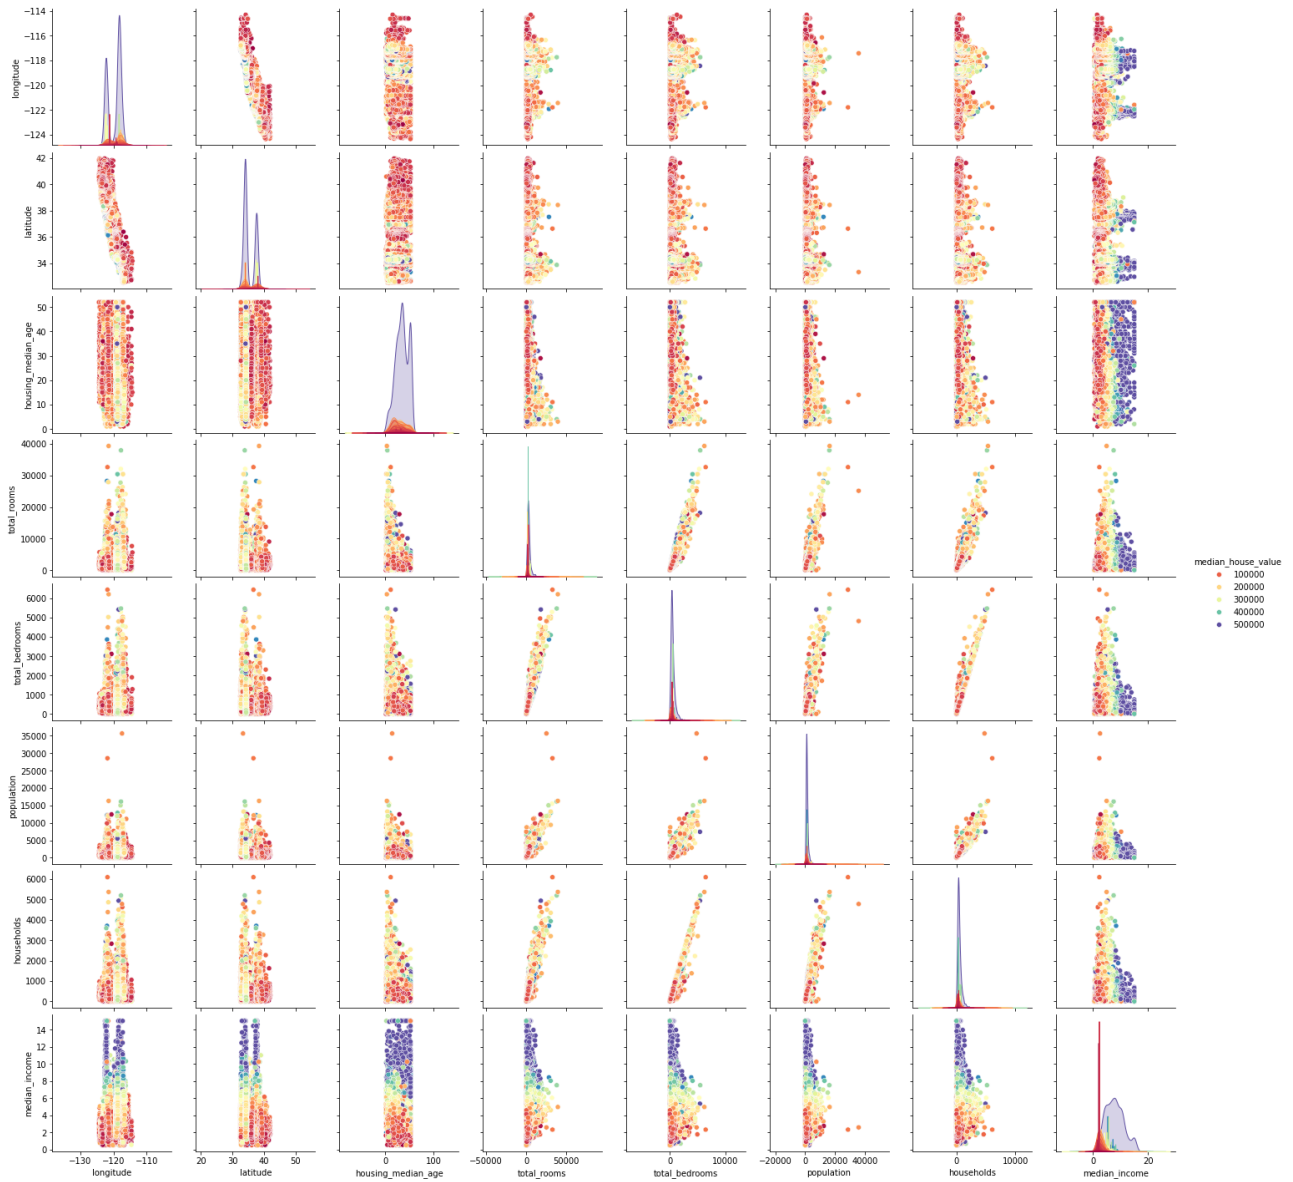 −114
−116
−118
−120
−122
−124
longitude
42
40
38
36
34
latitude
50
40
30
20
10
0
housing_median_age
40000
30000
20000
10000
0
total_rooms
median_house_value
100000
200000
300000
400000
500000
6000
5000
4000
3000
2000
1000
0
total_bedrooms
35000
30000
25000
20000
15000
10000
5000
0
population
6000
5000
4000
3000
2000
1000
0
households
14
12
10
8
6
4
2
0
median_income
−130 −120 −110
longitude
20 30 40 50
latitude
0 100
housing_median_age
−50000 0 50000
total_rooms
0 10000
total_bedrooms
−20000 0 20000 40000
population
0 10000
households
0 20
median_income